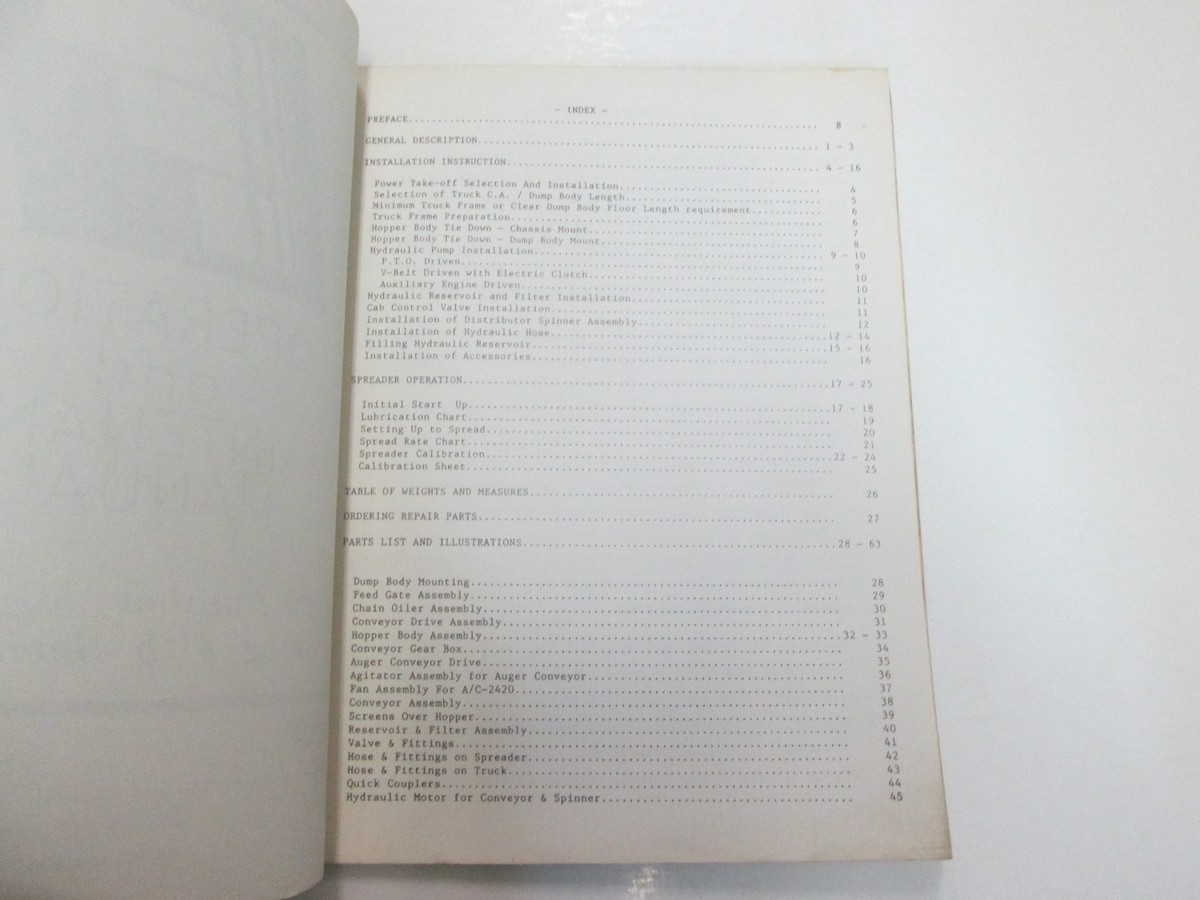 - INDEX -
PREFACE............................................................ B
GENERAL DESCRIPTION.................................................. 1 - 3
INSTALLATION INSTRUCTION............................................. 4 - 16
Power Take-off Selection And Installation............................ 4
Selection of Truck C.A. / Dump Body Length........................... 5
Minimum Truck Frame or Clear Dump Body Floor Length requirement........... 6
Truck Frame Preparation.............................................. 6
Hopper Body Tie Down - Chassis Mount................................. 7
Hopper Body Tie Down - Dump Body Mount............................... 8
Hydraulic Pump Installation.......................................... 9 - 10
P.T.O. Driven........................................................ 9
V-Belt Driven with Electric Clutch................................... 10
Auxiliary Engine Driven.............................................. 10
Hydraulic Reservoir and Filter Installation.......................... 11
Cab Control Valve Installation....................................... 11
Installation of Distributor Spinner Assembly......................... 12
Installation of Hydraulic Hose.......................................12 - 14
Filling Hydraulic Reservoir..........................................15 - 16
Installation of Accessories.......................................... 16
SPREADER OPERATION...................................................17 - 25
Initial Start Up.....................................................17 - 18
Lubrication Chart.................................................... 19
Setting Up to Spread................................................. 20
Spread Rate Chart.................................................... 21
Spreader Calibration.................................................22 - 24
Calibration Sheet.................................................... 25
TABLE OF WEIGHTS AND MEASURES........................................ 26
ORDERING REPAIR PARTS................................................ 27
PARTS LIST AND ILLUSTRATIONS.........................................28 - 63
Dump Body Mounting................................................... 28
Feed Gate Assembly................................................... 29
Chain Oiler Assembly................................................. 30
Conveyor Drive Assembly.............................................. 31
Hopper Body Assembly.................................................32 - 33
Conveyor Gear Box.................................................... 34
Auger Conveyor Drive................................................. 35
Agitator Assembly for Auger Conveyor................................. 36
Fan Assembly For A/C-2420............................................ 37
Conveyor Assembly.................................................... 38
Screens Over Hopper.................................................. 39
Reservoir & Filter Assembly.......................................... 40
Valve & Fittings..................................................... 41
Hose & Fittings on Spreader.......................................... 42
Hose & Fittings on Truck............................................. 43
Quick Couplers....................................................... 44
Hydraulic Motor for Conveyor & Spinner............................... 45